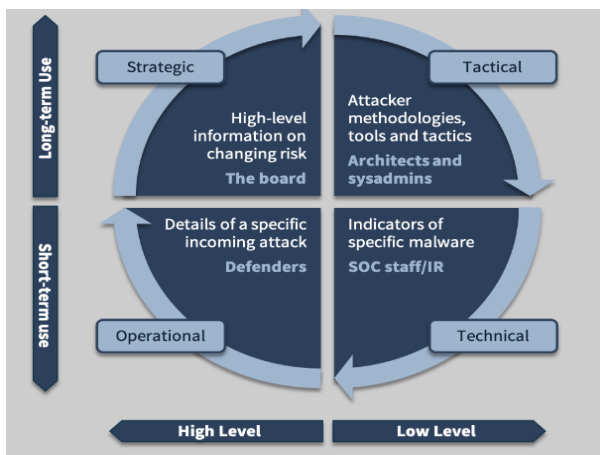 Long-term Use
Strategic
Tactical
High-level
information on
changing risk
The board
Attacker
methodologies,
tools and tactics
Architects and
sysadmins
Short-term use
Details of a specific
incoming attack
Defenders
Indicators of
specific malware
SOC staff/IR
Operational
Technical
High Level
Low Level